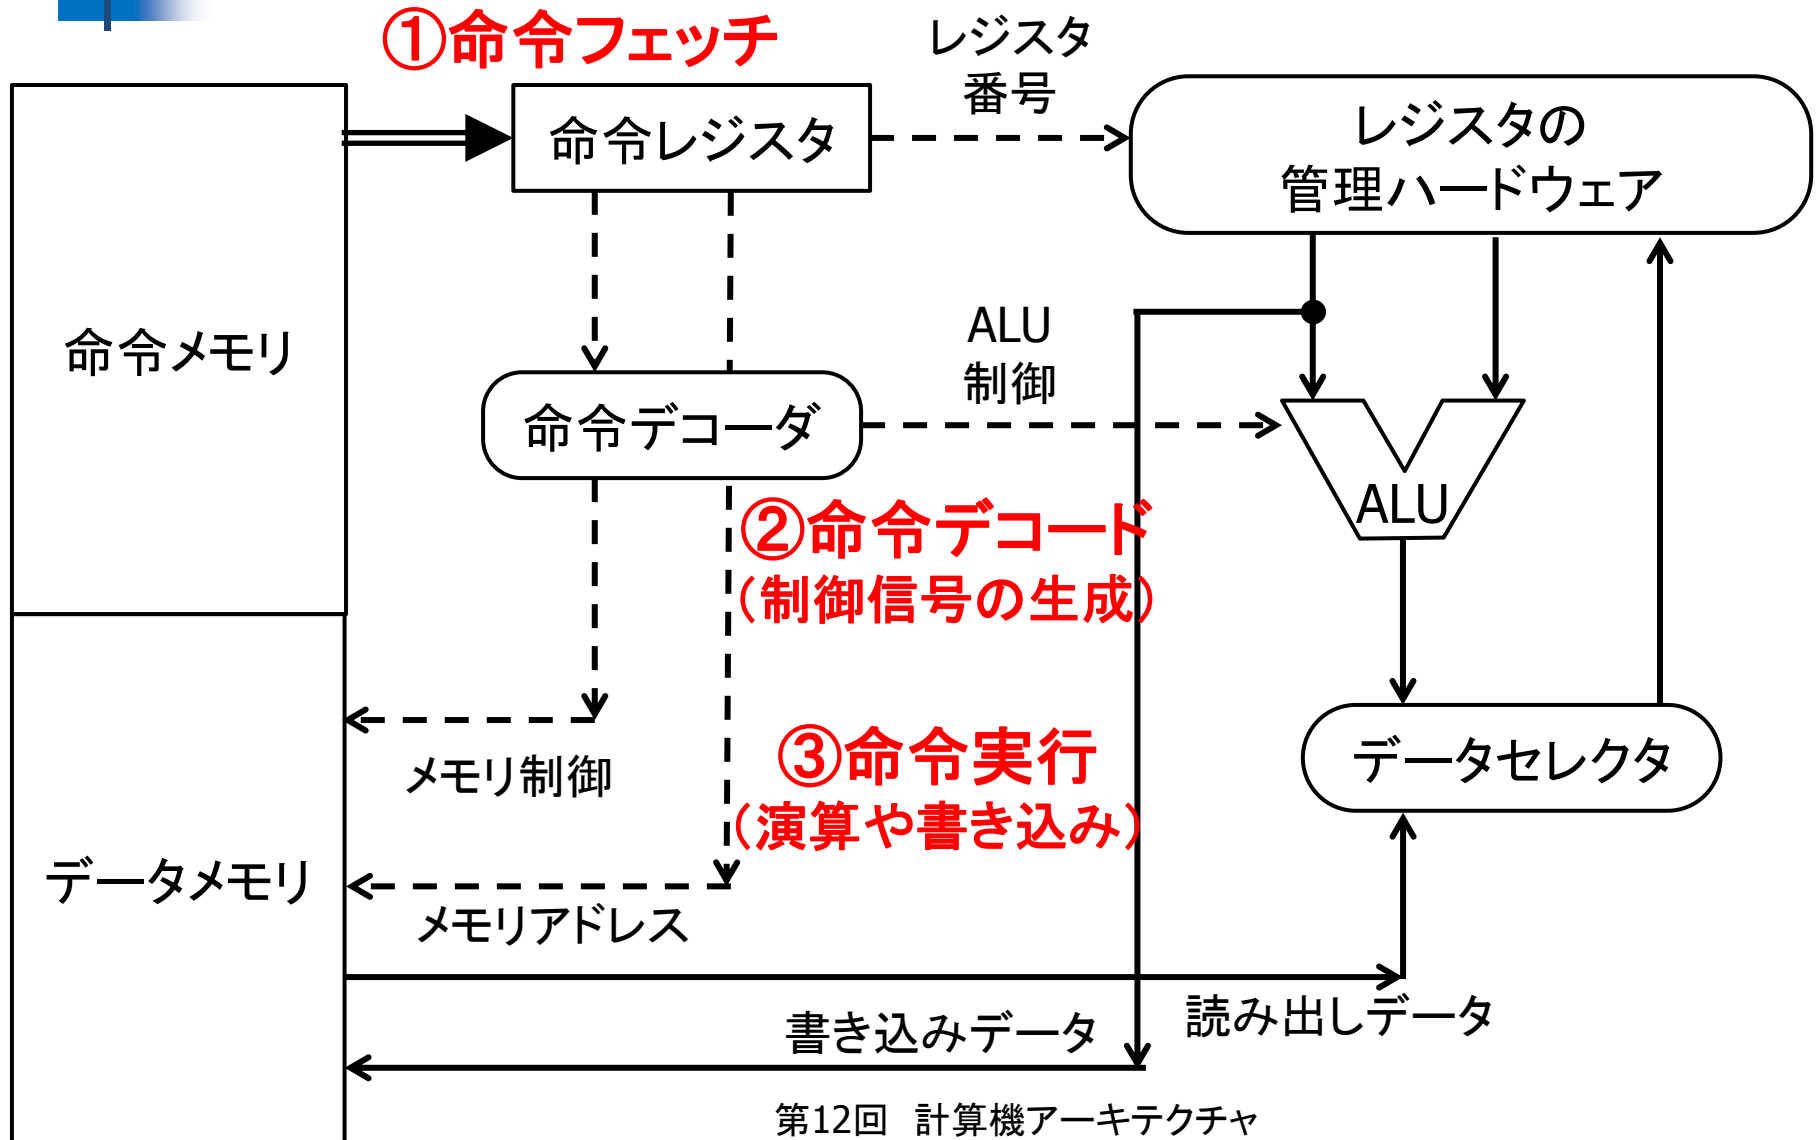 ①命令フェッチ
レジスタ
番号
命令レジスタ
レジスタの
管理ハードウェア
命令メモリ
ALU
制御
命令デコーダ
ALU
②命令デコード
（制御信号の生成）
メモリ制御
③命令実行
（演算や書き込み）
データセレクタ
データメモリ
メモリアドレス
読み出しデータ
書き込みデータ
第12回　計算機アーキテクチャ